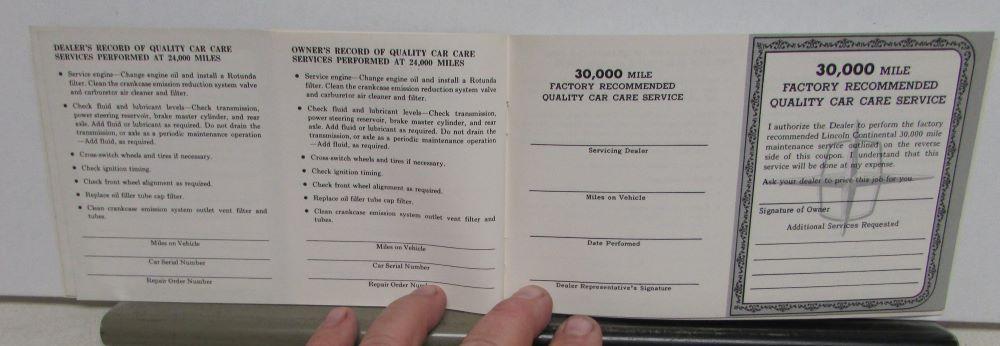 DEALER'S RECORD OF QUALITY CAR CARE
SERVICES PERFORMED AT 24,000 MILES
• Service engine—Change engine oil and install a Rotunda
filter. Clean the crankcase emission reduction system valve
and carburetor air cleaner and filter.
• Check fluid and lubricant levels—Check transmission,
power steering reservoir, brake master cylinder, and rear
axle. Add fluid or lubricant as required. Do not drain the
transmission, or axle as a periodic maintenance operation
—Add fluid, as required.
• Cross-switch wheels and tires if necessary.
• Check ignition timing.
• Check front wheel alignment as required.
• Replace oil filler tube cap filter.
• Clean crankcase emission system outlet vent filter and
tubes.
Miles on Vehicle
Car Serial Number
Repair Order Number
OWNER'S RECORD OF QUALITY CAR CARE
SERVICES PERFORMED AT 24,000 MILES
• Service engine—Change engine oil and install a Rotunda
filter. Clean the crankcase emission reduction system valve
and carburetor air cleaner and filter.
• Check fluid and lubricant levels—Check transmission,
power steering reservoir, brake master cylinder, and rear
axle. Add fluid or lubricant as required. Do not drain the
transmission, or axle as a periodic maintenance operation
—Add fluid, as required.
• Cross-switch wheels and tires if necessary.
• Check ignition timing.
• Check front wheel alignment as required.
• Replace oil filler tube cap filter.
• Clean crankcase emission system outlet vent filter and
tubes.
Miles on Vehicle
Car Serial Number
Repair Order
30,000 MILE
FACTORY RECOMMENDED
QUALITY CAR CARE SERVICE
Servicing Dealer
Miles on Vehicle
Date Performed
Dealer Representative's Signature
30,000 MILE
FACTORY RECOMMENDED
QUALITY CAR CARE SERVICE
I authorize the Dealer to perform the factory
recommended Lincoln Continental 30,000 mile
maintenance service outlined on the reverse
side of this coupon. I understand that this
service will be done at my expense.
Ask your dealer to price this job for you.
Signature of Owner
Additional Services Requested